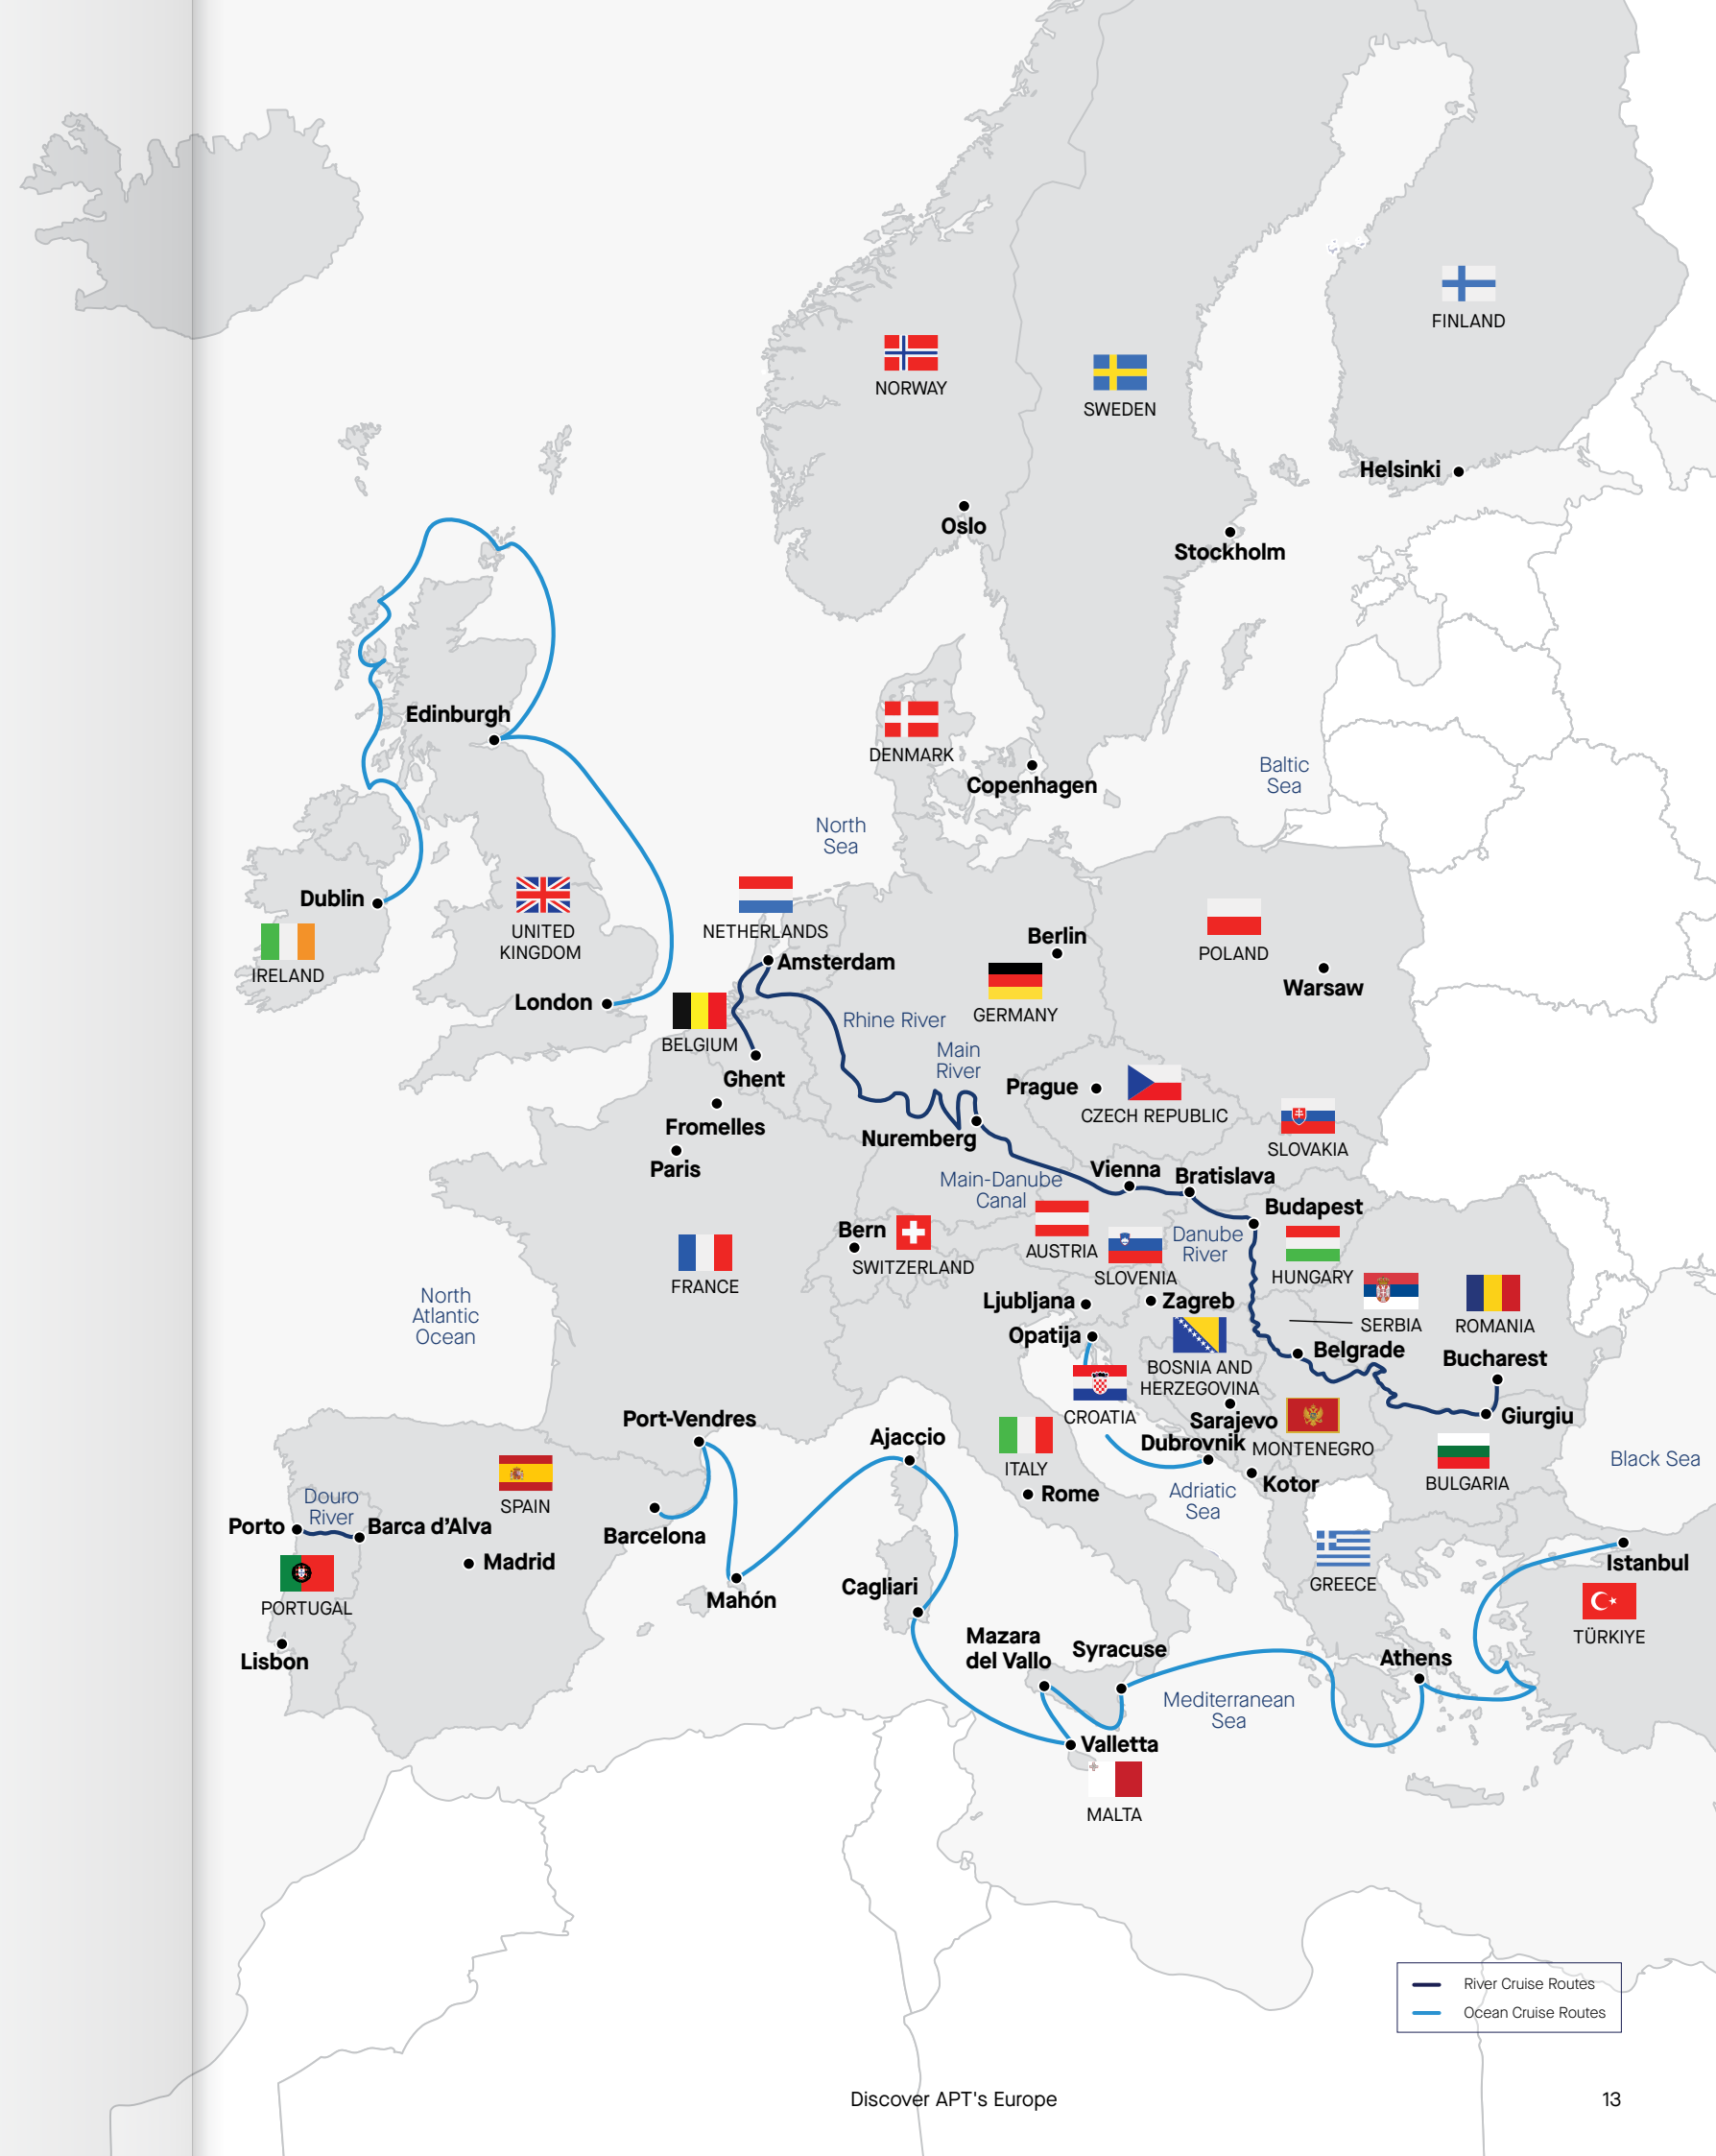 FINLAND
NORWAY
SWEDEN
Helsinki
Oslo
Stockholm
Edinburgh
DENMARK
Copenhagen
Baltic
Sea
North
Sea
Dublin
IRELAND
UNITED
KINGDOM
London
NETHERLANDS
Amsterdam
Berlin
GERMANY
POLAND
Warsaw
BELGIUM
Ghent
Rhine River
Main
River
Prague
CZECH REPUBLIC
SLOVAKIA
Fromelles
Paris
Nuremberg
Main-Danube
Canal
Vienna
Bratislava
Budapest
Bern
SWITZERLAND
AUSTRIA
SLOVENIA
Danube
River
HUNGARY
FRANCE
North
Atlantic
Ocean
Ljubljana
Zagreb
Opatija
SERBIA
ROMANIA
Belgrade
Bucharest
BOSNIA AND
HERZEGOVINA
CROATIA
Sarajevo
Dubrovnik
MONTENEGRO
Giurgiu
BULGARIA
Black Sea
Kotor
Adriatic
Sea
Port-Vendres
Ajaccio
ITALY
Rome
SPAIN
Douro
River
Porto
Barca d’Alva
Madrid
PORTUGAL
Lisbon
Barcelona
Mahón
Cagliari
GREECE
Istanbul
TÜRKIYE
Mazara
del Vallo
Syracuse
Athens
Mediterranean
Sea
Valletta
MALTA
River Cruise Routes
Ocean Cruise Routes
Discover APT's Europe
13